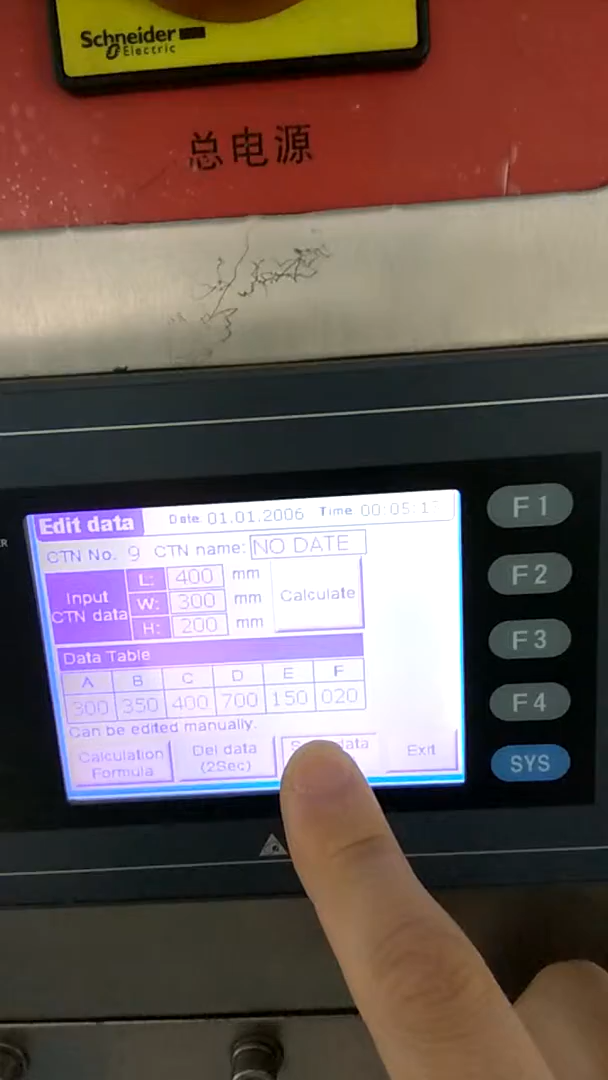 Schneider
Electric
总电源
Edit data Date 01.01.2006 Time 00:05:1
CTN No. 9 CTN name: NO DATE
Input
CTN data
L: 400 mm
W: 300 mm
H: 200 mm
Calculate
Data Table
A B C D E F
300 350 400 700 150 020
Can be edited manually.
Calculation
Formula
Del data
(2Sec)
data
Exit
F1
F2
F3
F4
SYS
R